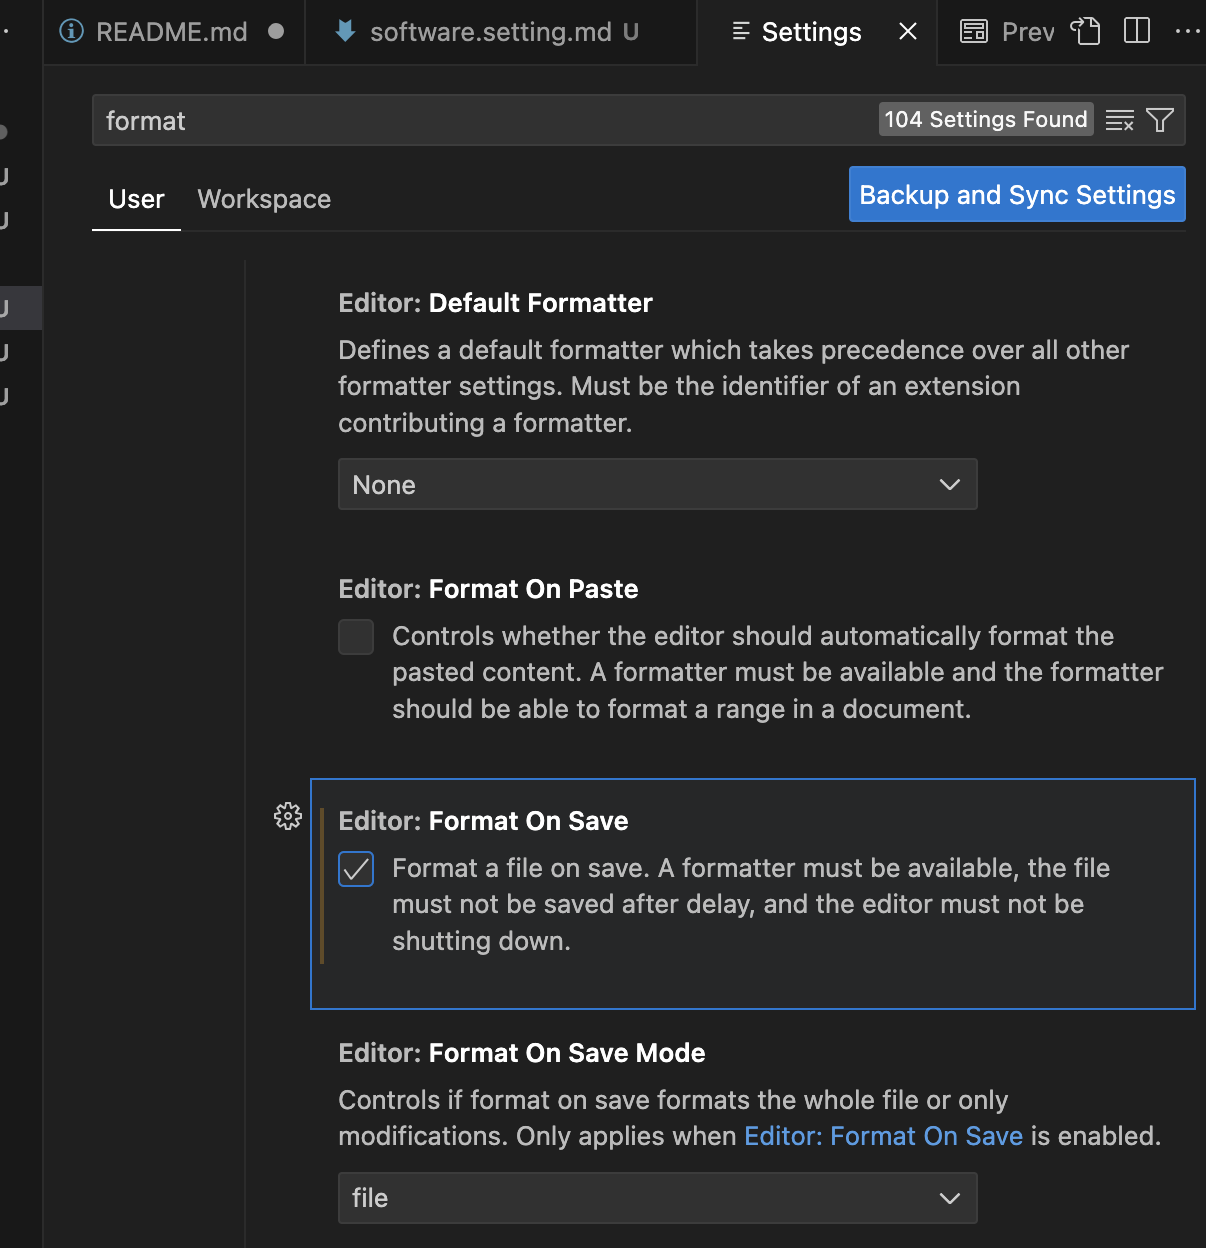 README.md
software.setting.md U
Settings
Prev
format
104 Settings Found
User
Workspace
Backup and Sync Settings
Editor: Default Formatter
Defines a default formatter which takes precedence over all other
formatter settings. Must be the identifier of an extension
contributing a formatter.
None
Editor: Format On Paste
Controls whether the editor should automatically format the
pasted content. A formatter must be available and the formatter
should be able to format a range in a document.
Editor: Format On Save
Format a file on save. A formatter must be available, the file
must not be saved after delay, and the editor must not be
shutting down.
Editor: Format On Save Mode
Controls if format on save formats the whole file or only
modifications. Only applies when Editor: Format On Save is enabled.
file